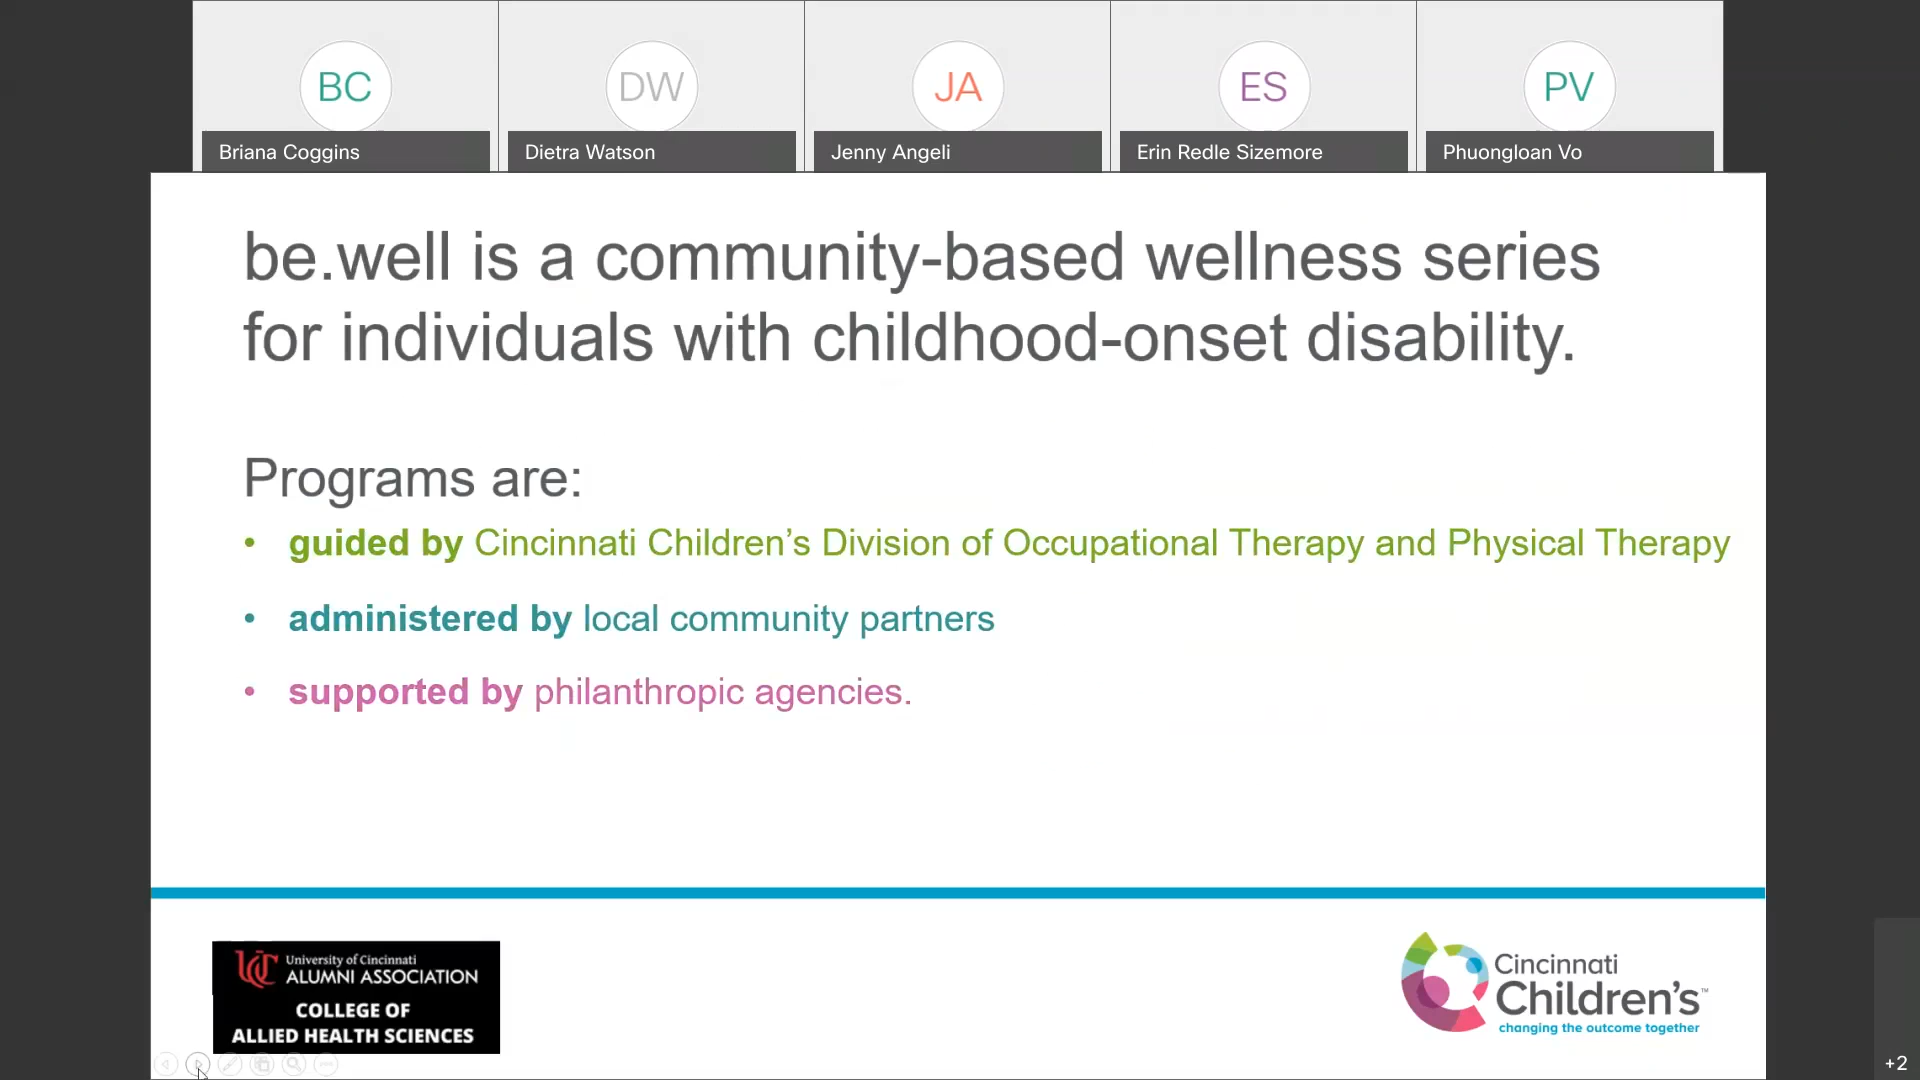 BC DW JA ES PV
Briana Coggins Dietra Watson Jenny Angeli Erin Redle Sizemore Phuongloan Vo
be.well is a community-based wellness series
for individuals with childhood-onset disability.
Programs are:
• guided by Cincinnati Children’s Division of Occupational Therapy and Physical Therapy
• administered by local community partners
• supported by philanthropic agencies.
UC University of Cincinnati
ALUMNI ASSOCIATION
COLLEGE OF
ALLIED HEALTH SCIENCES
Cincinnati
Children’s™
changing the outcome together
+2